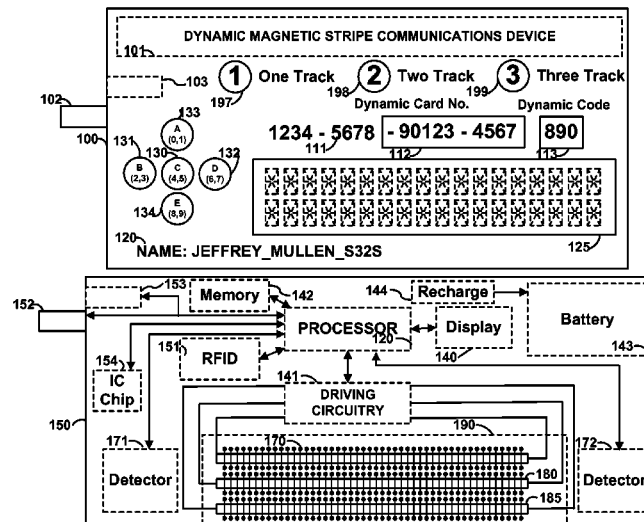 DYNAMIC MAGNETIC STRIPE COMMUNICATIONS DEVICE
101
103
1 One Track 2 Two Track 3 Three Track
102
133
197
198
199
Dynamic Card No. Dynamic Code
100
A
(0,1)
131
130
132
1234 - 5678 - 90123 - 4567 890
111
112
113
B
(2,3)
C
(4,5)
D
(6,7)
134
E
(8,9)
120
NAME: JEFFREY_MULLEN_S32S
125
153
152
Memory
142
144
Recharge
PROCESSOR
120
Display
140
Battery
143
151
RFID
154
IC
Chip
141
DRIVING
CIRCUITRY
150
190
171
170
172
Detector
180
Detector
185